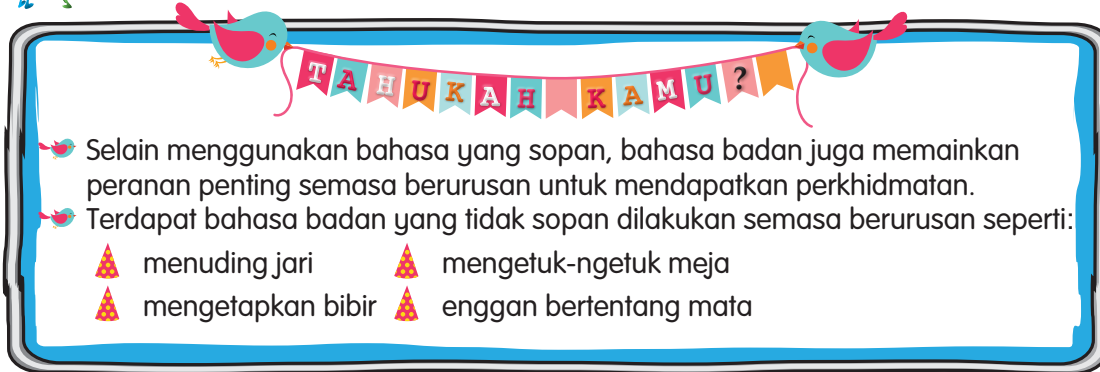 TAHUKAH KAMU?
Selain menggunakan bahasa yang sopan, bahasa badan juga memainkan
peranan penting semasa berurusan untuk mendapatkan perkhidmatan.
Terdapat bahasa badan yang tidak sopan dilakukan semasa berurusan seperti:
menuding jari mengetuk-ngetuk meja
mengetapkan bibir enggan bertentang mata